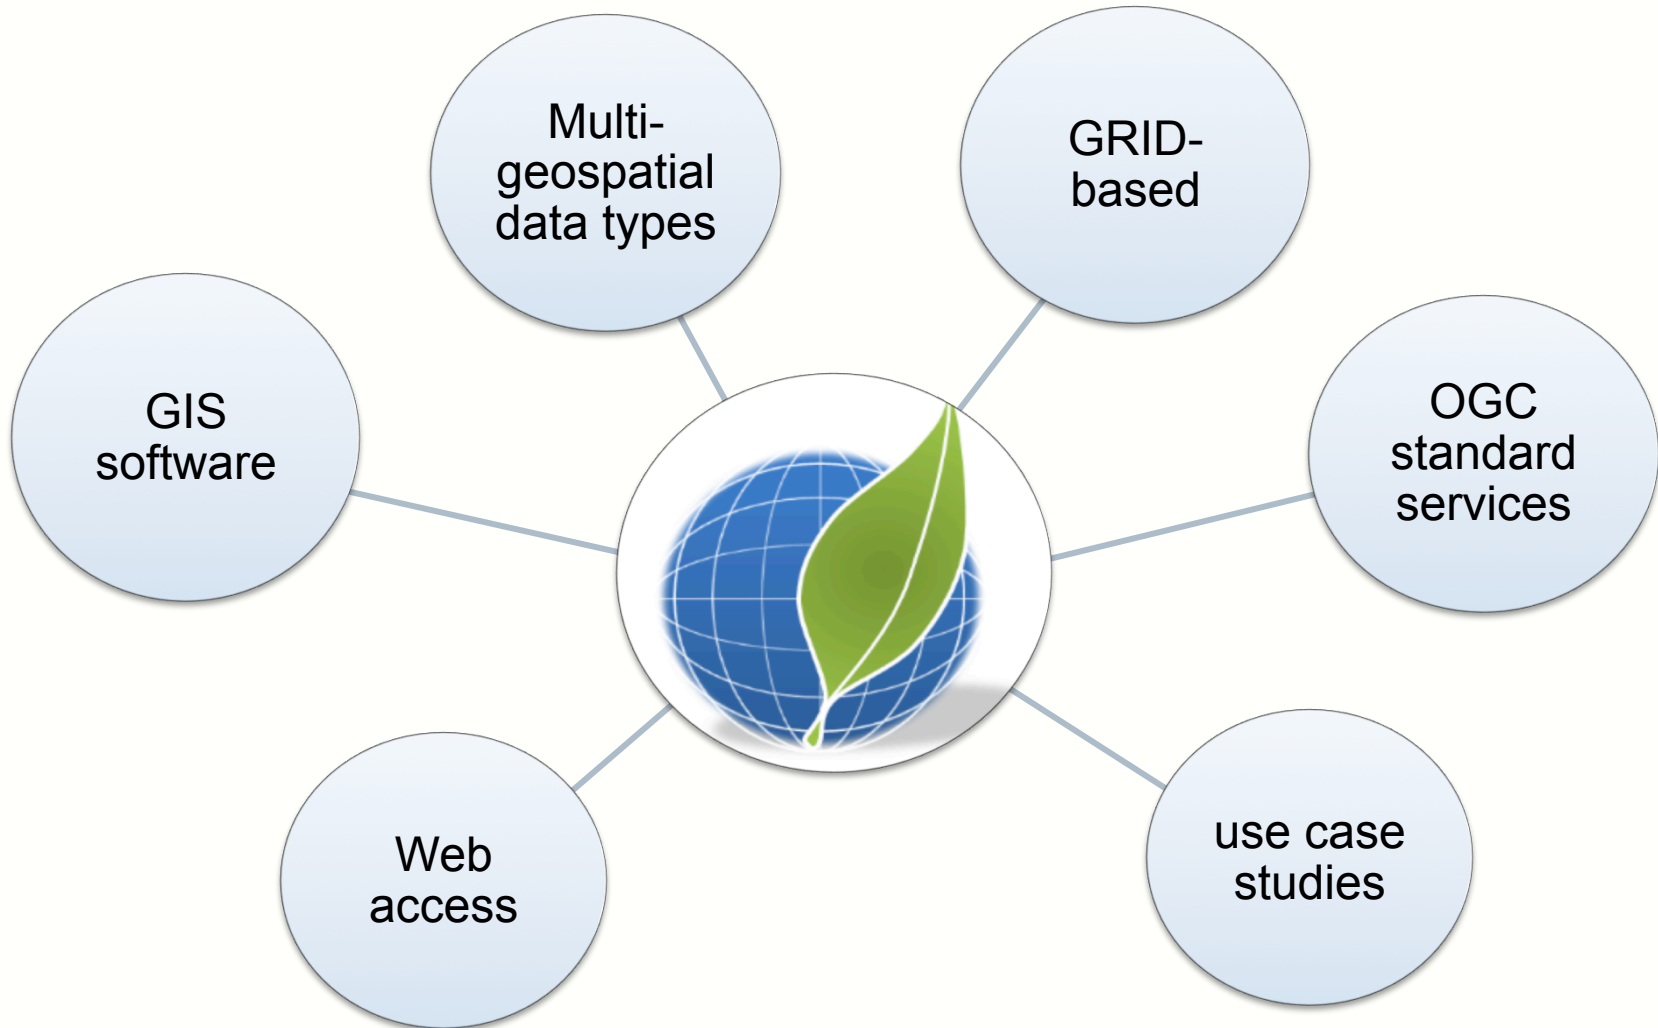 Multi-
geospatial
data types
GRID-
based
GIS
software
OGC
standard
services
Web
access
use case
studies